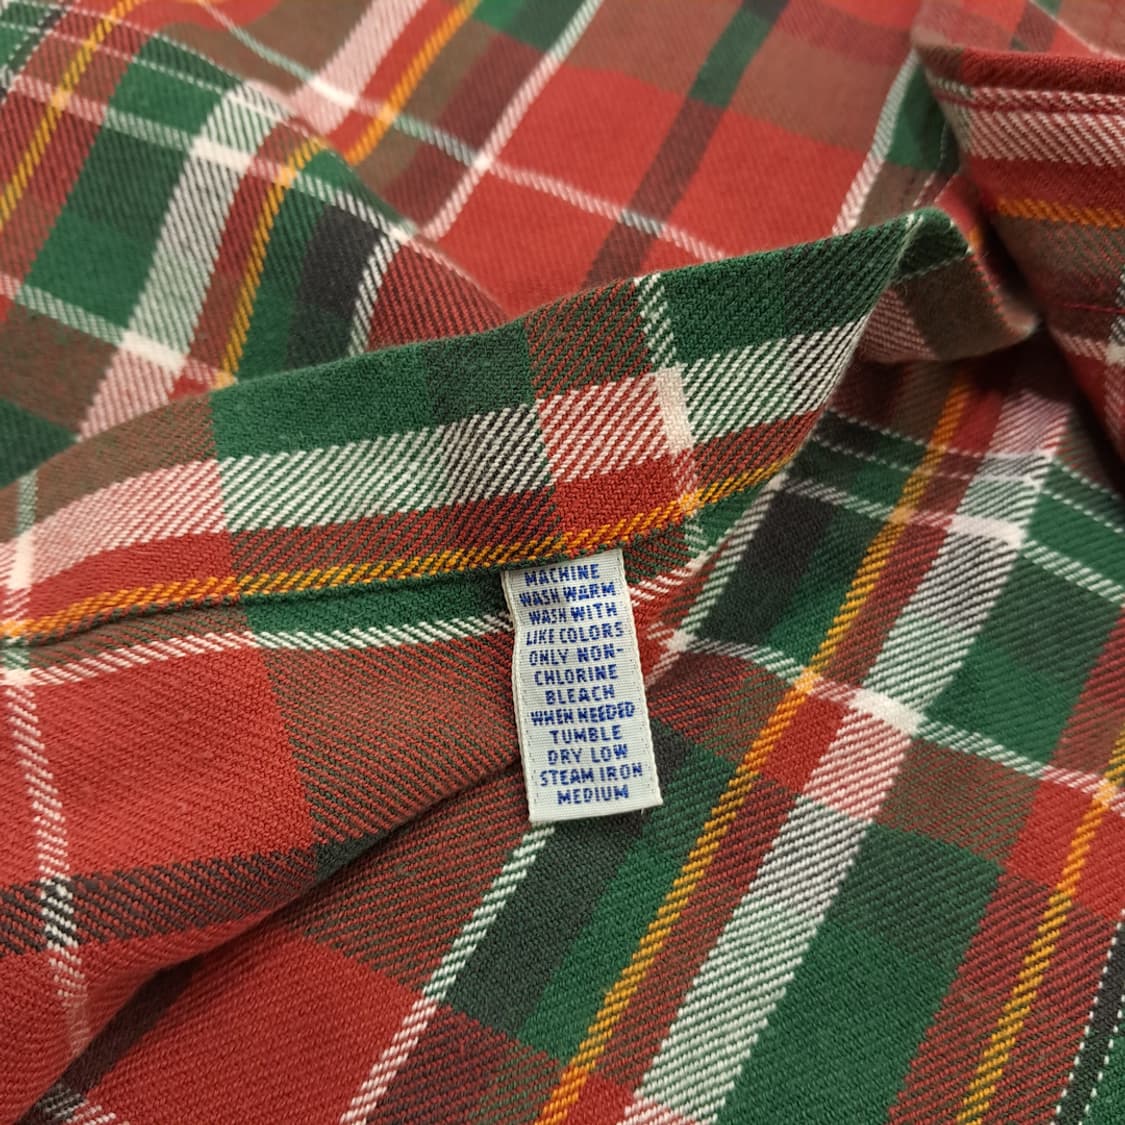 MACHINE
WASH WARM
WASH WITH
LIKE COLORS
ONLY NON-
CHLORINE
BLEACH
WHEN NEEDED
TUMBLE
DRY LOW
STEAM IRON
MEDIUM